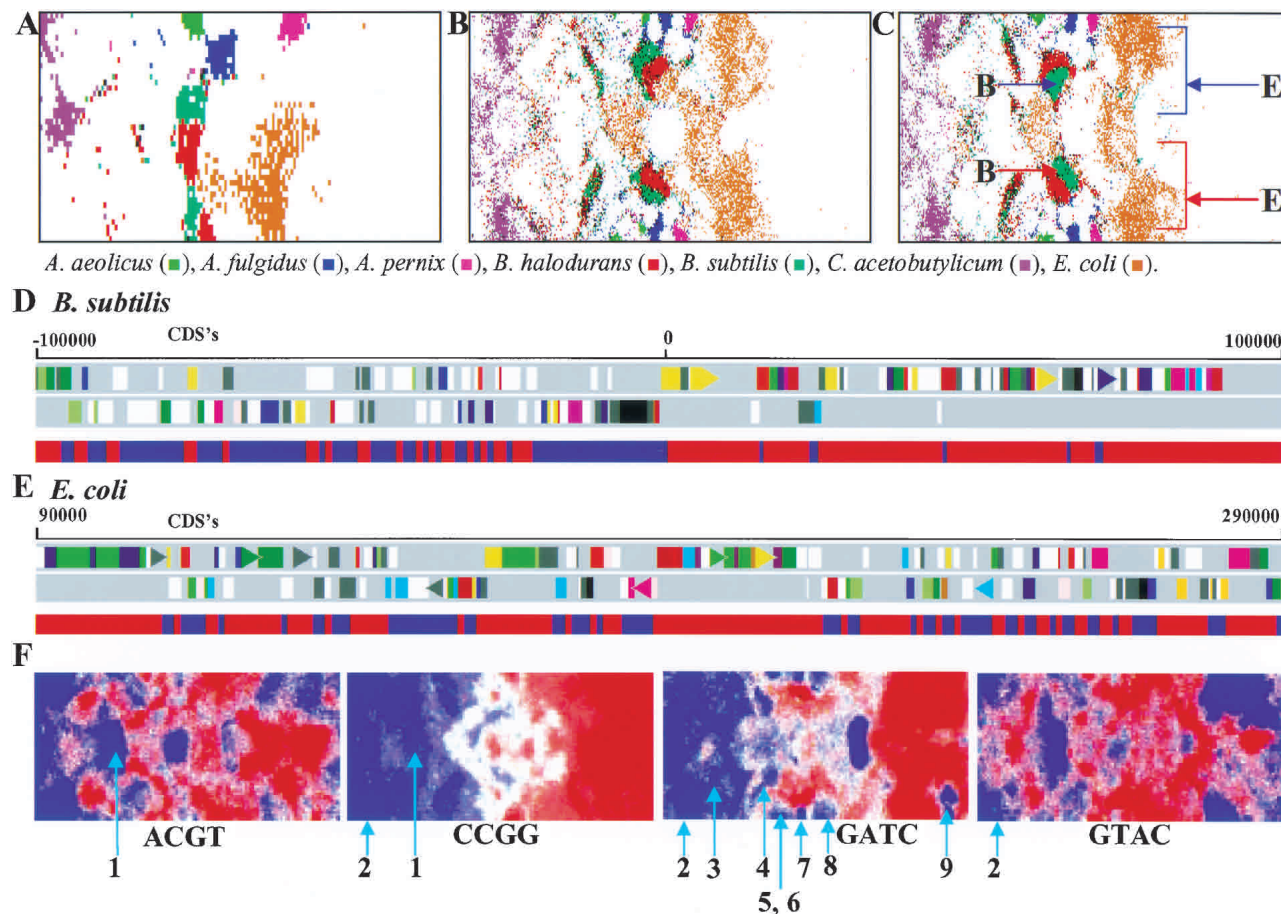 A B C
B E
B E
A. aeolicus (■), A. fulgidus (■), A. pernix (■), B. halodurans (■), B. subtilis (■), C. acetobutylicum (■), E. coli (■).
D B. subtilis
-100000 CDS's 0 100000
E E. coli
90000 CDS's 290000
F
ACGT CCGG GATC GTAC
1 2 1 2 3 4 7 8 9 2
5, 6